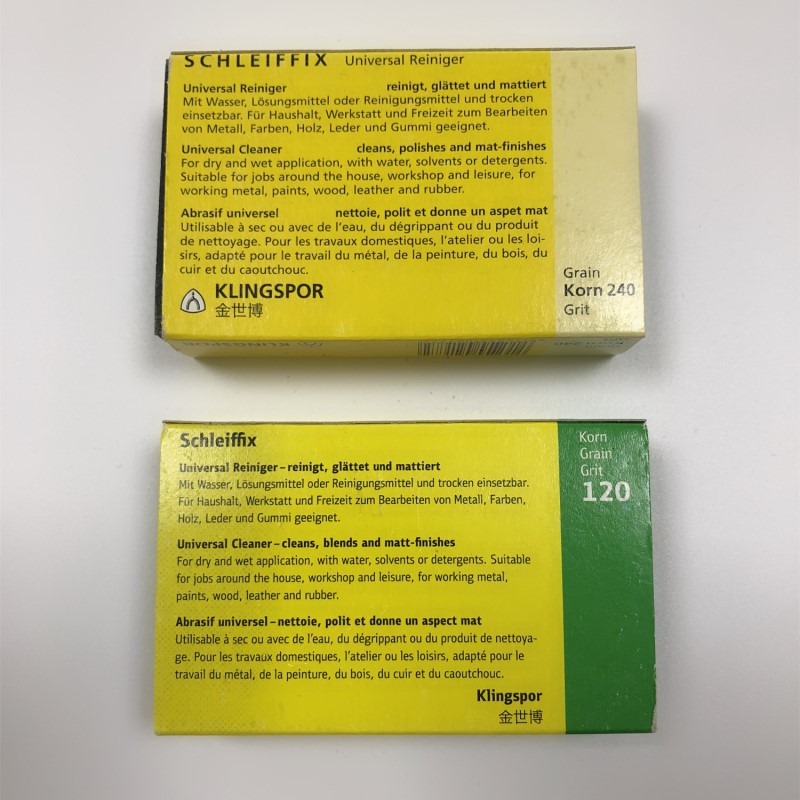 SCHLEIFFIX Universal Reiniger
Universal Reiniger reinigt, glättet und mattiert
Mit Wasser, Lösungsmittel oder Reinigungsmittel und trocken
einsetzbar. Für Haushalt, Werkstatt und Freizeit zum Bearbeiten
von Metall, Farben, Holz, Leder und Gummi geeignet.
Universal Cleaner cleans, polishes and mat-finishes
For dry and wet application, with water, solvents or detergents.
Suitable for jobs around the house, workshop and leisure, for
working metal, paints, wood, leather and rubber.
Abrasif universel nettoie, polit et donne un aspet mat
Utilisable à sec ou avec de l'eau, du dégrippant ou du produit
de nettoyage. Pour les travaux domestiques, l'atelier ou les loi-
sirs, adapté pour le travail du métal, de la peinture, du bois, du
cuir et du caoutchouc.
KLINGSPOR
金世博
Grain
Korn 240
Grit
KLINGSPOR
Korn 240
Schleiffix
Universal Reiniger – reinigt, glättet und mattiert
Mit Wasser, Lösungsmittel oder Reinigungsmittel und trocken einsetzbar.
Für Haushalt, Werkstatt und Freizeit zum Bearbeiten von Metall, Farben,
Holz, Leder und Gummi geeignet.
Universal Cleaner – cleans, blends and matt-finishes
For dry and wet application, with water, solvents or detergents. Suitable
for jobs around the house, workshop and leisure, for working metal,
paints, wood, leather and rubber.
Abrasif universel – nettoie, polit et donne un aspect mat
Utilisable à sec ou avec de l'eau, du dégrippant ou du produit de nettoya-
ge. Pour les travaux domestiques, l'atelier ou les loisirs, adapté pour le
travail du métal, de la peinture, du bois, du cuir et du caoutchouc.
Klingspor
金世博
Korn
Grain
Grit
120